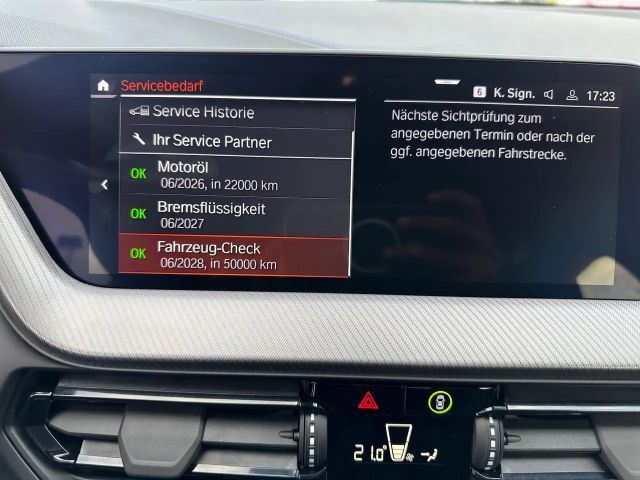 Servicebedarf
6 K. Sign. 17:23
Service Historie
Ihr Service Partner
OK Motoröl
06/2026, in 22000 km
OK Bremsflüssigkeit
06/2027
OK Fahrzeug-Check
06/2028, in 50000 km
Nächste Sichtprüfung zum
angegebenen Termin oder nach der
ggf. angegebenen Fahrstrecke.
21.0°